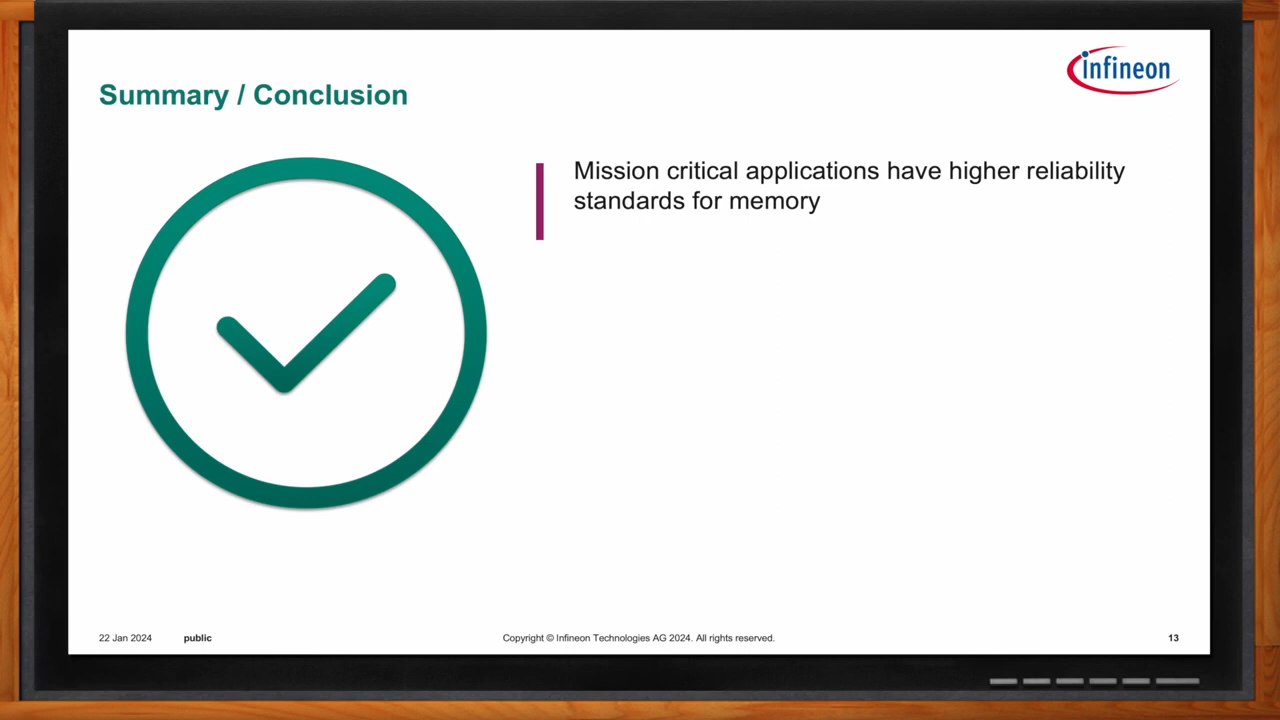 infineon
Summary / Conclusion
Mission critical applications have higher reliability
standards for memory
22 Jan 2024
public
Copyright © Infineon Technologies AG 2024. All rights reserved.
13